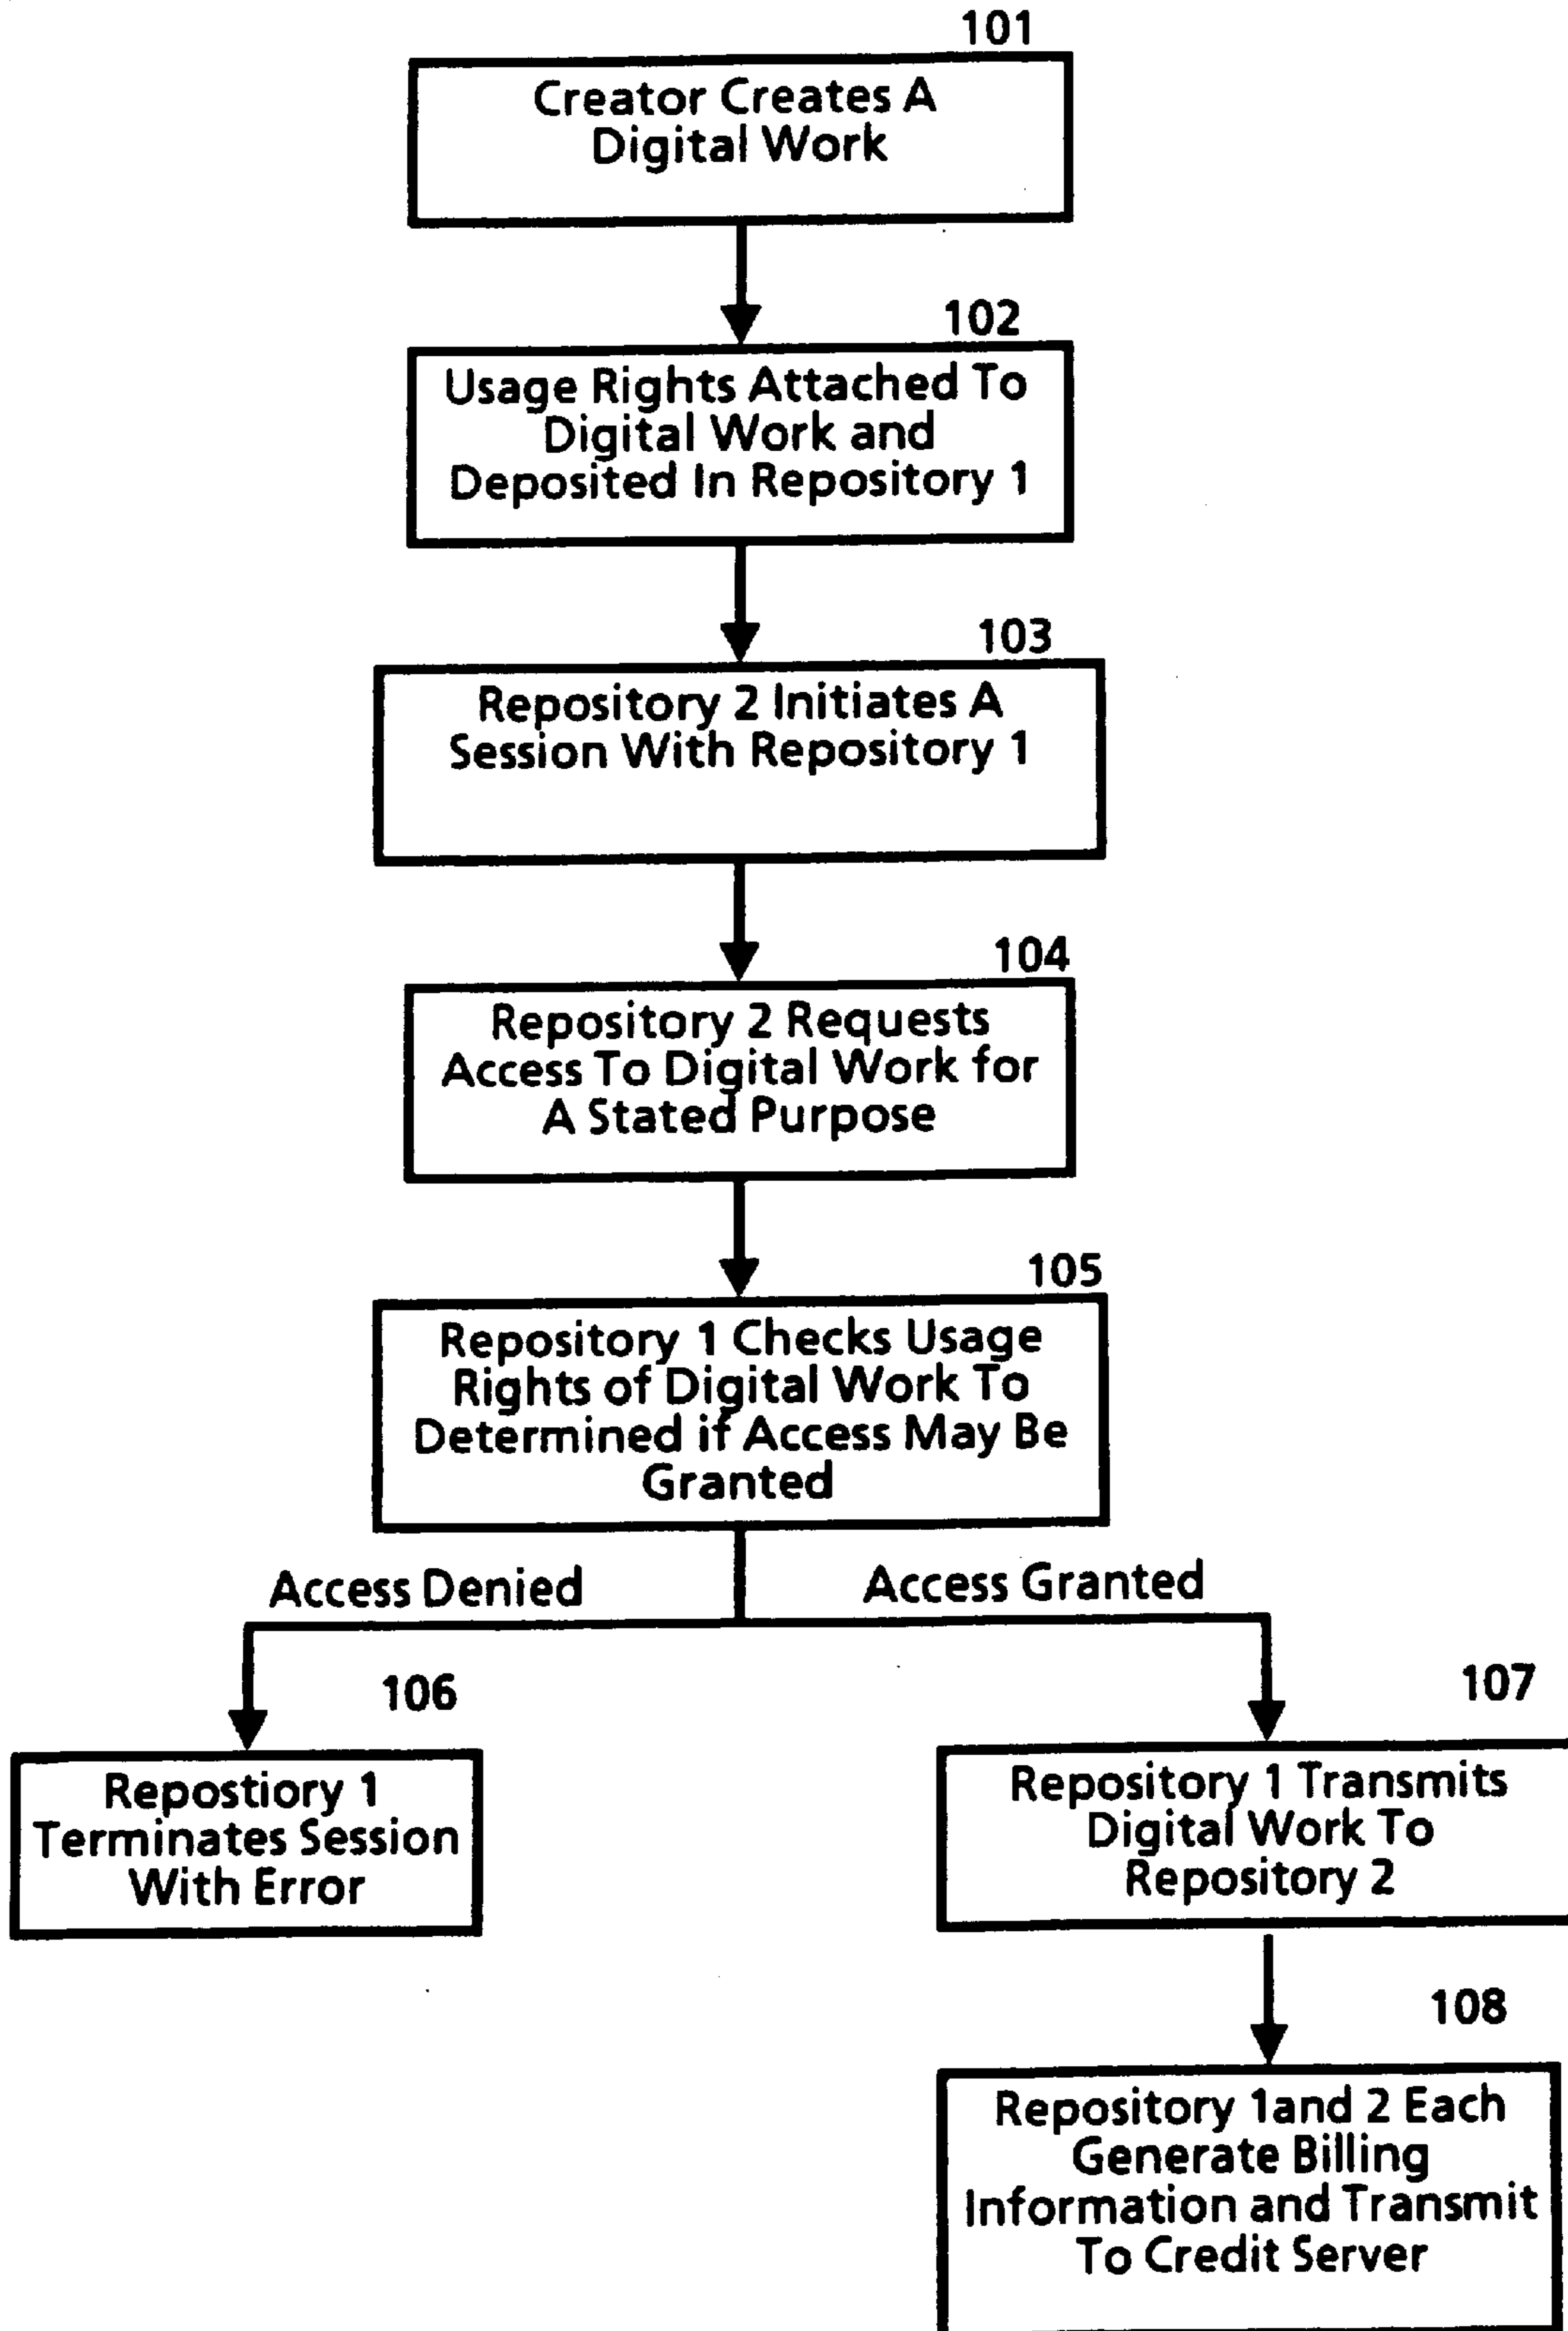 101
Creator Creates A
Digital Work
102
Usage Rights Attached To
Digital Work and
Deposited In Repository 1
103
Repository 2 Initiates A
Session With Repository 1
104
Repository 2 Requests
Access To Digital Work for
A Stated Purpose
105
Repository 1 Checks Usage
Rights of Digital Work To
Determined if Access May Be
Granted
Access Denied
Access Granted
106
Repostiory 1
Terminates Session
With Error
107
Repository 1 Transmits
Digital Work To
Repository 2
108
Repository 1and 2 Each
Generate Billing
Information and Transmit
To Credit Server